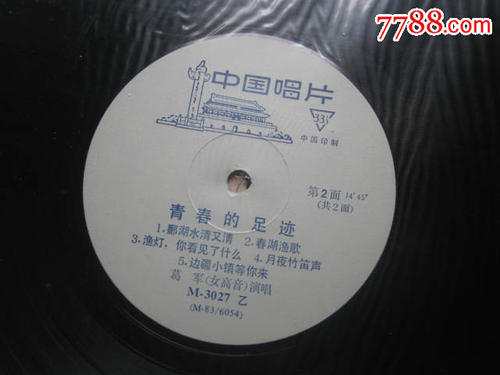 7788.com
中国唱片
33⅓
中国印制
第2面 14′45″
(共2面)
青春的足迹
1.酃湖水清又清 2.春湖渔歌
3.渔灯,你看见了什么 4.月夜竹笛声
5.边疆小镇等你来
葛军(女高音)演唱
M-3027 乙
(M-83/6054)